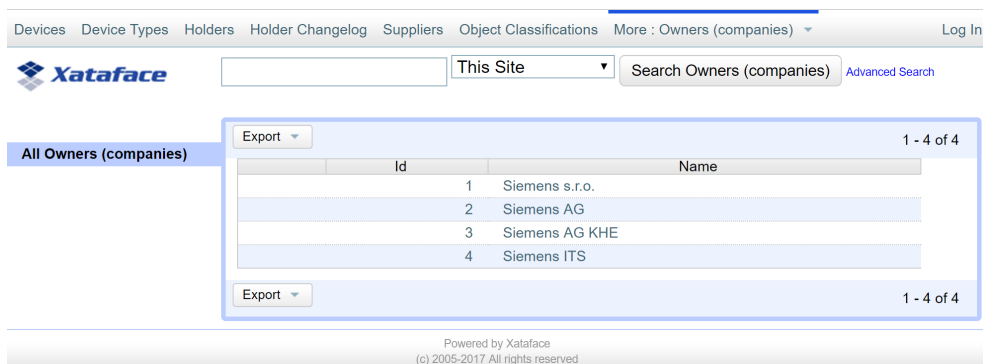 Devices Device Types Holders Holder Changelog Suppliers Object Classifications More : Owners (companies) Log In
Xataface This Site Search Owners (companies) Advanced Search
All Owners (companies)
Export 1 - 4 of 4
Id Name
1 Siemens s.r.o.
2 Siemens AG
3 Siemens AG KHE
4 Siemens ITS
Export 1 - 4 of 4
Powered by Xataface
(c) 2005-2017 All rights reserved